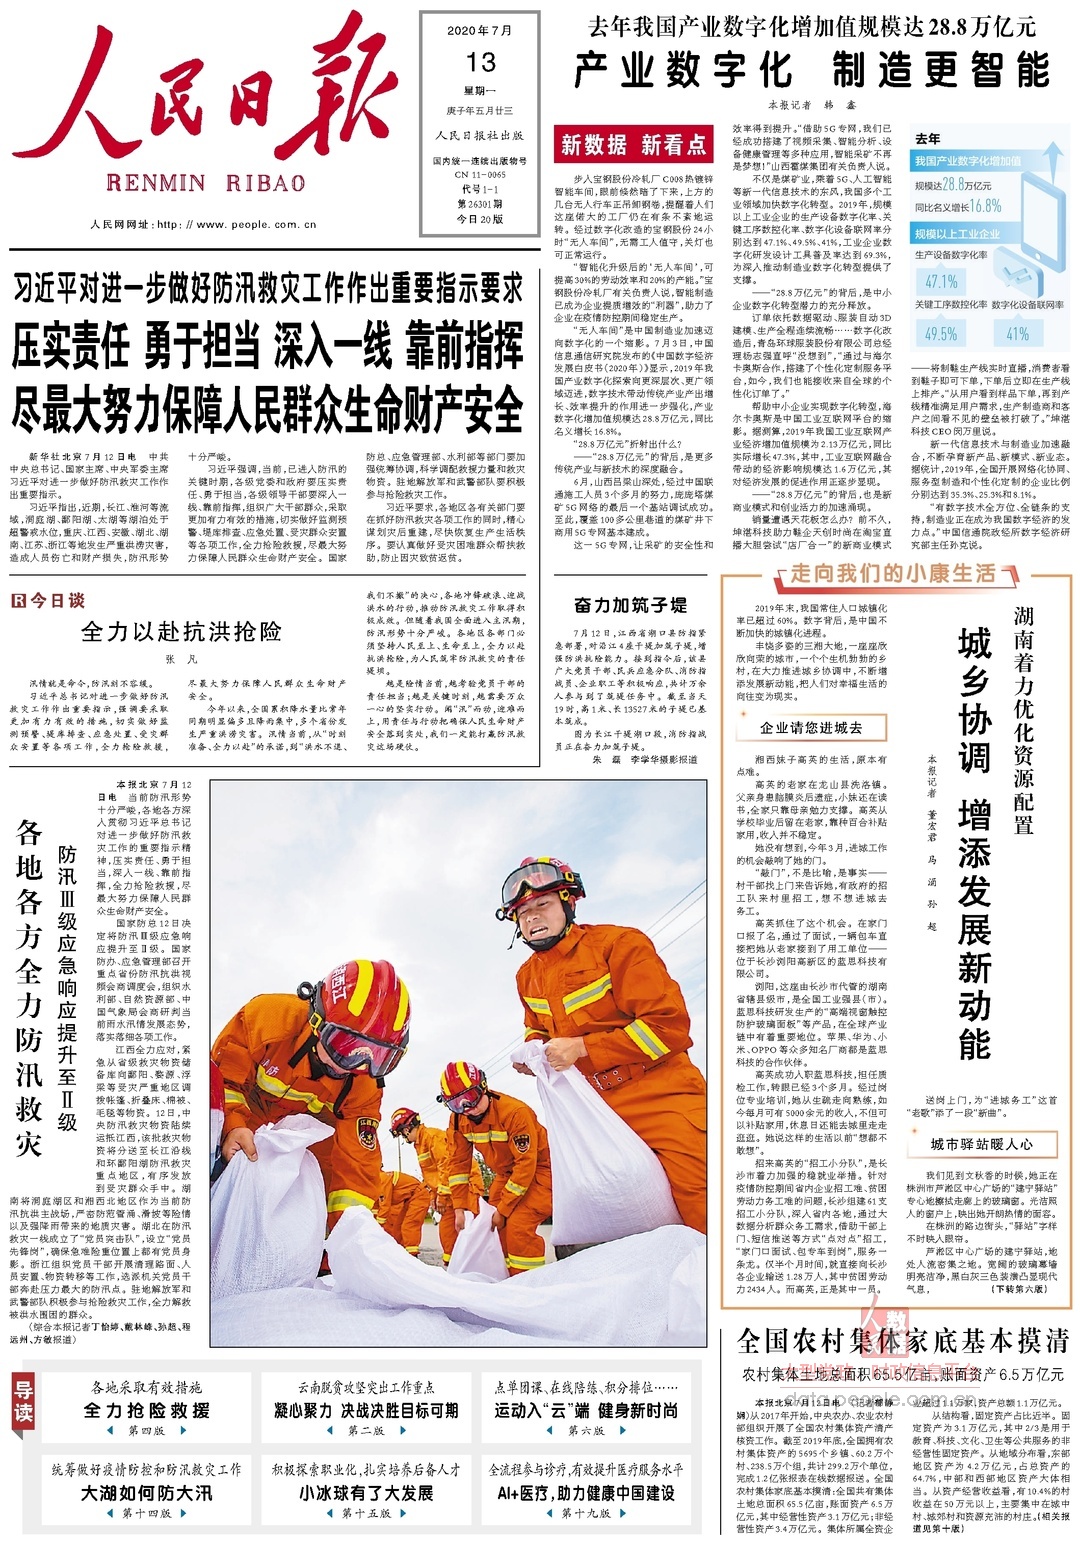 人民日报
RENMIN RIBAO
人民网网址:http://www.people.com.cn
2020年7月
13
星期一
庚子年五月廿三
人民日报社出版
国内统一连续出版物号
CN 11-0065
代号1-1
第26301期
今日20版
去年我国产业数字化增加值规模达28.8万亿元
产业数字化 制造更智能
本报记者 韩鑫
新数据 新看点
步入宝钢股份冷轧厂C008热镀锌
智能车间,眼前倏然暗了下来,上方的
几台无人行车正吊卸钢卷,提醒着人们
这座偌大的工厂仍在有条不紊地运
转。经过数字化改造的宝钢股份24小
时“无人车间”,无需工人值守,关灯也
可正常运行。
“智能化升级后的‘无人车间’,可
提高30%的劳动效率和20%的产能。”宝
钢股份冷轧厂有关负责人说,智能制造
已成为企业提质增效的“利器”,助力了
企业在疫情防控期间稳定生产。
“无人车间”是中国制造业加速迈
向数字化的一个缩影。7月3日,中国
信息通信研究院发布的《中国数字经济
发展白皮书(2020年)》显示,2019年我
国产业数字化探索向更深层次、更广领
域迈进,数字技术带动传统产业产出增
长、效率提升的作用进一步强化,产业
数字化增加值规模达28.8万亿元,同比
名义增长16.8%。
“28.8万亿元”折射出什么?
——“28.8万亿元”的背后,是更多
传统产业与新技术的深度融合。
6月,山西吕梁山深处,经过中国联
通施工人员3个多月的努力,庞庞塔煤
矿5G网络的最后一个基站调试成功。
至此,覆盖100多公里巷道的煤矿井下
商用5G专网基本建成。
这一5G专网,让采矿的安全性和
效率得到提升。“借助5G专网,我们已
经成功搭建了视频采集、智能分析、设
备健康管理等多种应用,智能采矿不再
是梦想!”山西霍煤集团有关负责人说。
不仅是煤矿业,乘着5G、人工智能
等新一代信息技术的东风,我国多个工
业领域加快数字化转型。2019年,规模
以上工业企业的生产设备数字化率、关
键工序数控化率、数字化设备联网率分
别达到47.1%、49.5%、41%,工业企业数
字化研发设计工具普及率达到69.3%,
为深入推动制造业数字化转型提供了
支撑。
——“28.8万亿元”的背后,是中小
企业数字化转型潜力的充分释放。
订单依托数据驱动、服装自动3D
建模、生产全程连续流畅……数字化改
造后,青岛环球服装股份有限公司总经
理杨志强直呼“没想到”,“通过与海尔
卡奥斯合作,搭建了个性化定制服务平
台,如今,我们也能接收来自全球的个
性化订单了。”
帮助中小企业实现数字化转型,海
尔卡奥斯是中国工业互联网平台的缩
影。据测算,2019年我国工业互联网产
业经济增加值规模为2.13万亿元,同比
实际增长47.3%,其中,工业互联网融合
带动的经济影响规模达1.6万亿元,其
对经济发展的促进作用正逐步显现。
——“28.8万亿元”的背后,也是新
商业模式和创业活力的加速涌现。
销量遭遇天花板怎么办?前不久,
坤湛科技助力鞋企天创时尚在淘宝直
播大胆尝试“店厂合一”的新商业模式
去年
我国产业数字化增加值
规模达28.8万亿元
同比名义增长16.8%
规模以上工业企业
生产设备数字化率
47.1%
关键工序数控化率 数字化设备联网率
49.5% 41%
——将制鞋生产线实时直播,消费者看
到鞋子即可下单,下单后立即在生产线
上排产。“从用户看到样品下单,再到产
线精准满足用户需求,生产制造商和客
户之间看不见的壁垒被打破了。”坤湛
科技CEO闵万里说。
新一代信息技术与制造业加速融
合,不断孕育新产品、新模式、新业态。
据统计,2019年,全国开展网络化协同、
服务型制造和个性化定制的企业比例
分别达到35.3%、25.3%和8.1%。
“有数字技术全方位、全链条的支
持,制造业正在成为我国数字经济的发
力点。”中国信通院政经所数字经济研
究部主任孙克说。
习近平对进一步做好防汛救灾工作作出重要指示要求
压实责任 勇于担当 深入一线 靠前指挥
尽最大努力保障人民群众生命财产安全
新华社北京7月12日电 中共
中央总书记、国家主席、中央军委主席
习近平对进一步做好防汛救灾工作作
出重要指示。
习近平指出,近期,长江、淮河等流
域,洞庭湖、鄱阳湖、太湖等湖泊处于
超警戒水位,重庆、江西、安徽、湖北、湖
南、江苏、浙江等地发生严重洪涝灾害,
造成人员伤亡和财产损失,防汛形势
十分严峻。
习近平强调,当前,已进入防汛的
关键时期,各级党委和政府要压实责
任、勇于担当,各级领导干部要深入一
线、靠前指挥,组织广大干部群众,采取
更加有力有效的措施,切实做好监测预
警、堤库排查、应急处置、受灾群众安置
等各项工作,全力抢险救援,尽最大努
力保障人民群众生命财产安全。国家
防总、应急管理部、水利部等部门要加
强统筹协调,科学调配救援力量和救灾
物资。驻地解放军和武警部队要积极
参与抢险救灾工作。
习近平要求,各地区各有关部门要
在抓好防汛救灾各项工作的同时,精心
谋划灾后重建,尽快恢复生产生活秩
序。要认真做好受灾困难群众帮扶救
助,防止因灾致贫返贫。
R今日谈
全力以赴抗洪抢险
张凡
汛情就是命令,防汛刻不容缓。
习近平总书记对进一步做好防汛
救灾工作作出重要指示,强调要采取
更加有力有效的措施,切实做好监
测预警、堤库排查、应急处置、受灾群
众安置等各项工作,全力抢险救援,
尽最大努力保障人民群众生命财产
安全。
今年以来,全国累积降水量比常年
同期明显偏多且降雨集中,多个省份发
生严重洪涝灾害。汛情当前,从“时刻
准备、全力以赴”的承诺,到“洪水不退、
我们不撤”的决心,各地冲锋破浪、迎战
洪水的行动,推动防汛救灾工作取得积
极成效。但随着我国全面进入主汛期,
防汛形势十分严峻。各地区各部门必
须坚持人民至上、生命至上,全力以赴
抗洪抢险,为人民筑牢防汛救灾的责任
堤坝。
越是险情当前,越考验党员干部的
责任担当;越是关键时刻,越需要万众
一心的坚实行动。闻“汛”而动,迎难而
上,用责任与行动把确保人民生命财产
安全落到实处,我们一定能打赢防汛救
灾这场硬仗。
奋力加筑子堤
7月12日,江西省湖口县防指紧
急部署,对沿江4座千堤加筑子堤,增
强防洪抗险能力。接到指令后,该县
广大党员干部、民兵应急分队、消防指
战员、企业职工等积极响应,共计万余
人参与到了筑堤任务中。截至当天
19时,高1米、长13527米的子堤已基
本筑成。
图为长江干堤湖口段,消防指战
员正在奋力加筑子堤。
朱磊 李学华摄影报道
各地各方全力防汛救灾
防汛Ⅲ级应急响应提升至Ⅱ级
本报北京7月12
日电 当前防汛形势
十分严峻,各地各方深
入贯彻习近平总书记
对进一步做好防汛救
灾工作的重要指示精
神,压实责任、勇于担
当,深入一线、靠前指
挥,全力抢险救援,尽
最大努力保障人民群
众生命财产安全。
国家防总12日决
定将防汛Ⅲ级应急响
应提升至Ⅱ级。国家
防办、应急管理部召开
重点省份防汛抗洪视
频会商调度会,组织水
利部、自然资源部、中
国气象局会商研判当
前雨水汛情发展态势,
落实落细各项工作。
江西全力应对,紧
急从省级救灾物资储
备库向鄱阳、婺源、浮
梁等受灾严重地区调
拨帐篷、折叠床、棉被、
毛毯等物资。12日,中
央防汛救灾物资陆续
运抵江西,该批救灾物
资将分送至长江沿线
和环鄱阳湖防汛救灾
重点地区,有序发放
到受灾群众手中。湖
南将洞庭湖区和湘西北地区作为当前防
汛抗洪主战场,严密防范管涌、滑坡等险情
以及强降雨带来的地质灾害。湖北在防汛
救灾一线成立了“党员突击队”,设立“党员
先锋岗”,确保急难险重位置上都有党员身
影。浙江组织党员干部开展清理路面、人
员安置、物资转移等工作,选派机关党员干
部奔赴压力最大的防汛点。驻地解放军和
武警部队积极参与抢险救灾工作,全力解救
被洪水围困的群众。
(综合本报记者丁怡婷、戴林峰、孙超、程
远州、方敏报道)
走向我们的小康生活
湖南着力优化资源配置
城乡协调 增添发展新动能
本报记者 董宏君 马涌 孙超
2019年末,我国常住人口城镇化
率已超过60%。数字背后,是中国不
断加快的城镇化进程。
丰饶多姿的三湘大地,一座座欣
欣向荣的城市,一个个生机勃勃的乡
村,在大力推进城乡协调中,不断增
添发展新动能,把人们对幸福生活的
向往变为现实。
企业请您进城去
湘西妹子高英的生活,原本有
点难。
高英的老家在龙山县洗洛镇。
父亲身患脑膜炎后遗症,小妹还在读
书,全家只靠母亲勉力支撑。高英从
学校毕业后留在老家,靠种百合补贴
家用,收入并不稳定。
她没有想到,今年3月,进城工作
的机会敲响了她的门。
“敲门”,不是比喻,是事实——
村干部找上门来告诉她,有政府的招
工队来村里招工,想不想进城去
务工。
高英抓住了这个机会。在家门
口报了名,通过了面试,一辆包车直
接把她从老家接到了用工单位——
位于长沙浏阳高新区的蓝思科技有
限公司。
浏阳,这座由长沙市代管的湖南
省辖县级市,是全国工业强县(市)。
蓝思科技研发生产的“高端视窗触控
防护玻璃面板”等产品,在全球产业
链中有着重要地位。苹果、华为、小
米、OPPO等众多知名厂商都是蓝思
科技的合作伙伴。
高英成功入职蓝思科技,担任质
检工作,转眼已经3个多月。经过岗
位专业培训,她从生疏走向熟练,如
今每月可有5000余元的收入,不但可
以补贴家用,休息日还能去城里走走
逛逛。她说这样的生活以前“想都不
敢想”。
招来高英的“招工小分队”,是长
沙市着力加强的稳就业举措。针对
疫情防控期间省内企业招工难、贫困
劳动力务工难的问题,长沙组建61支
招工小分队,深入省内各地,通过大
数据分析群众务工需求,借助干部上
门、短信推送等方式“点对点”招工,
“家门口面试、包专车到岗”,服务一
条龙。仅半个月时间,就直接向长沙
各企业输送1.28万人,其中贫困劳动
力2434人。而高英,正是其中一员。
送岗上门,为“进城务工”这首
“老歌”添了一段“新曲”。
城市驿站暖人心
我们见到文秋香的时候,她正在
株洲市芦淞区中心广场的“建宁驿站”
专心地擦拭走廊上的玻璃窗。光洁照
人的窗户上,映出她开朗热情的面容。
在株洲的路边街头,“驿站”字样
不时映入眼帘。
芦淞区中心广场的建宁驿站,地
处人流密集之地。宽阔的玻璃幕墙
明亮洁净,黑白灰三色装潢凸显现代
气息,(下转第六版)
全国农村集体家底基本摸清
农村集体土地总面积65.5亿亩,账面资产6.5万亿元
本报北京7月12日电 (记者郁静
娴)从2017年开始,中央农办、农业农村
部组织开展了全国农村集体资产清产
核资工作。截至2019年底,全国拥有农
村集体资产的5695个乡镇、60.2万个
村、238.5万个组,共计299.2万个单位,
完成1.2亿张报表在线数据报送。全国
农村集体家底基本摸清:全国共有集体
土地总面积65.5亿亩,账面资产6.5万
亿元,其中经营性资产3.1万亿元;非经
营性资产3.4万亿元。集体所属全资企
业超过1.1万家,资产总额1.1万亿元。
从结构看,固定资产占比近半。固
定资产为3.1万亿元,其中2/3是用于
教育、科技、文化、卫生等公共服务的非
经营性固定资产。从地域分布看,东部
地区资产为4.2万亿元,占总资产的
64.7%,中部和西部地区资产大体相
当。从资产经营收益看,有10.4%的村
收益在50万元以上,主要集中在城中
村、城郊村和资源充沛的村庄。(相关报
道见第十版)
人民数据
data.people.com.cn
导读
各地采取有效措施
全力抢险救援
第四版
云南脱贫攻坚突出工作重点
凝心聚力 决战决胜目标可期
第二版
点单团课、在线陪练、积分排位……
运动入“云”端 健身新时尚
第六版
统筹做好疫情防控和防汛救灾工作
大湖如何防大汛
第十四版
积极探索职业化,扎实培养后备人才
小冰球有了大发展
第十五版
全流程参与诊疗,有效提升医疗服务水平
AI+医疗,助力健康中国建设
第十九版